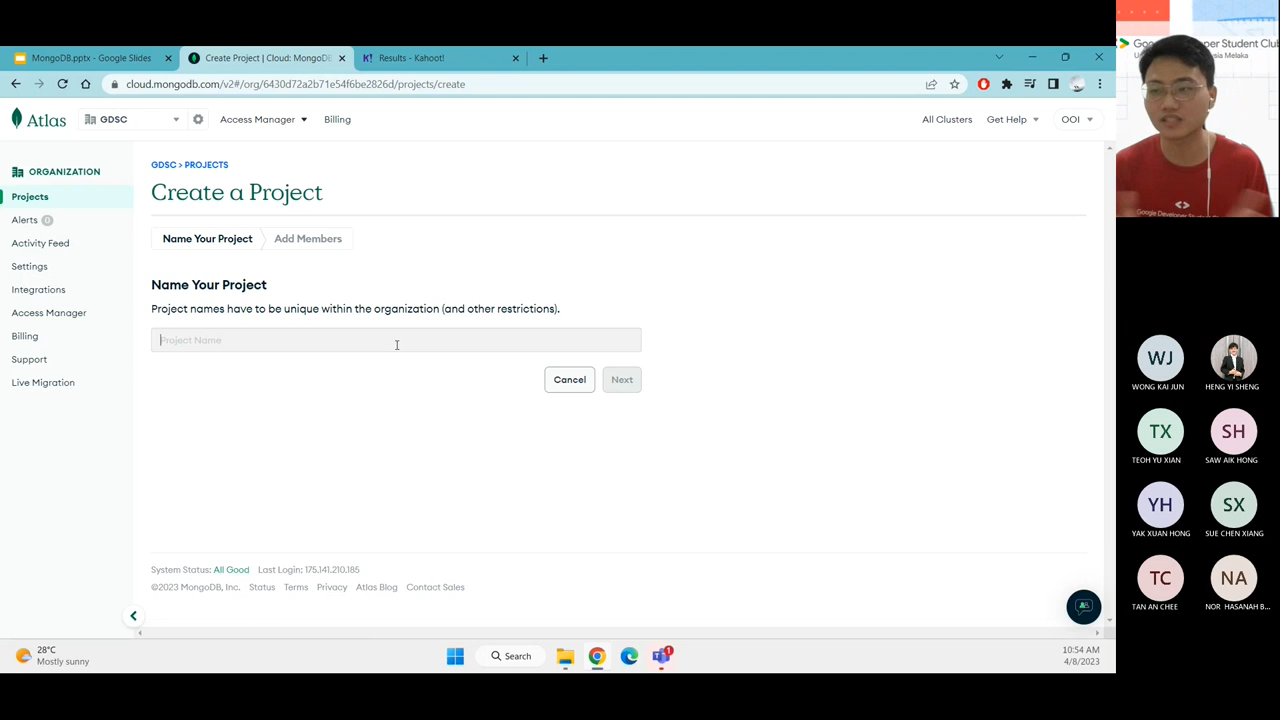 MongoDB.pptx - Google Slides
Create Project | Cloud: MongoDB
K! Results - Kahoot!
cloud.mongodb.com/v2#/org/6430d72a2b71e54f6be2826d/projects/create
Atlas
GDSC
Access Manager
Billing
All Clusters
Get Help
OOI
ORGANIZATION
Projects
Alerts 0
Activity Feed
Settings
Integrations
Access Manager
Billing
Support
Live Migration
GDSC > PROJECTS
Create a Project
Name Your Project
Add Members
Name Your Project
Project names have to be unique within the organization (and other restrictions).
Project Name
Cancel
Next
System Status: All Good Last Login: 175.141.210.185
©2023 MongoDB, Inc. Status Terms Privacy Atlas Blog Contact Sales
28°C
Mostly sunny
Search
1
10:54 AM
4/8/2023
Student Club
Melaka
WJ
WONG KAI JUN
HENG YI SHENG
TX
TEOH YU XIAN
SH
SAW AIK HONG
YH
YAK XUAN HONG
SX
SUE CHEN XIANG
TC
TAN AN CHEE
NA
NOR HASANAH B...